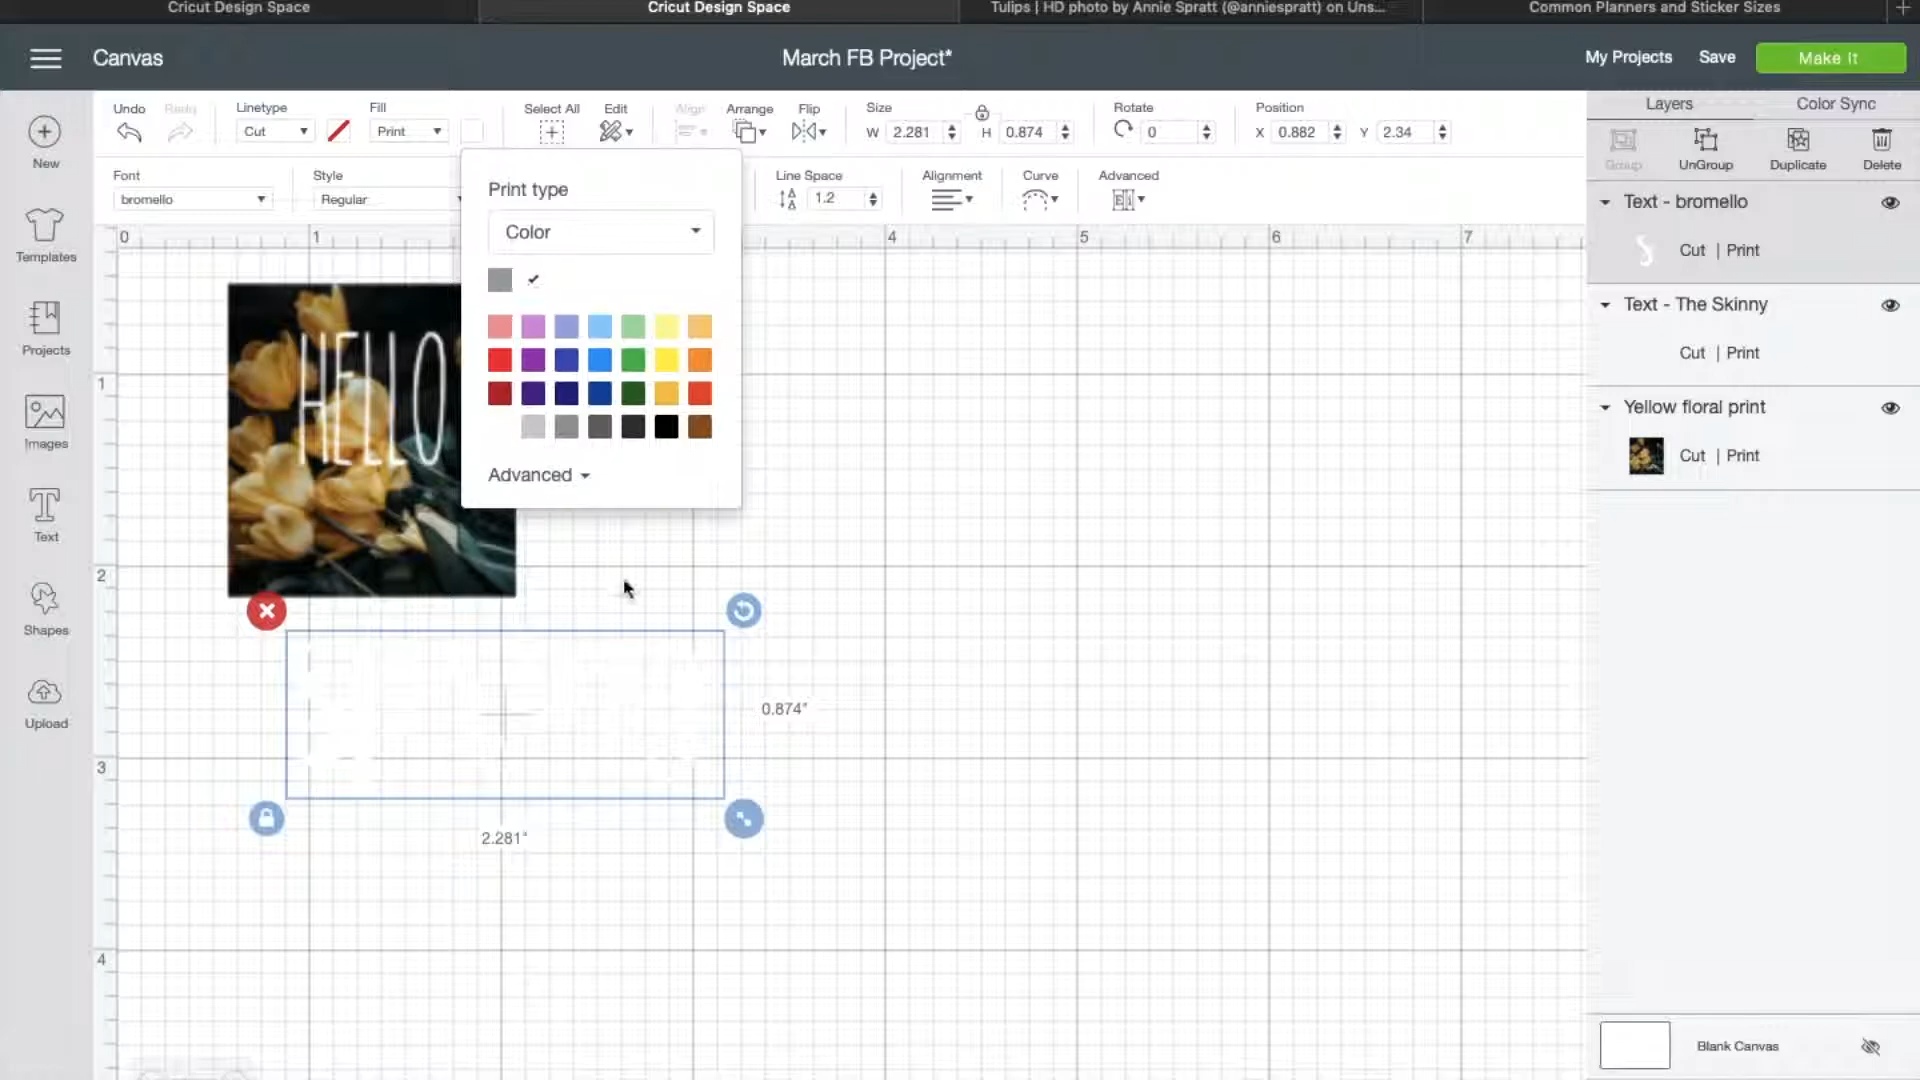 Cricut Design Space
Cricut Design Space
Tulips | HD photo by Annie Spratt (@anniespratt) on Uns...
Common Planners and Sticker Sizes
Canvas
March FB Project*
My Projects
Save
Make It
Undo
Redo
Linetype
Cut
Fill
Print
Select All
Edit
Align
Arrange
Flip
Size
W 2.281
H 0.874
Rotate
0
Position
X 0.882
Y 2.34
Font
bromello
Style
Regular
Line Space
1.2
Alignment
Curve
Advanced
Layers
Color Sync
Group
UnGroup
Duplicate
Delete
New
Templates
Projects
Images
Text
Shapes
Upload
0
1
4
5
6
7
1
2
3
4
Print type
Color
Advanced
HELLO
0.874"
2.281"
Text - bromello
Cut | Print
Text - The Skinny
Cut | Print
Yellow floral print
Cut | Print
Blank Canvas